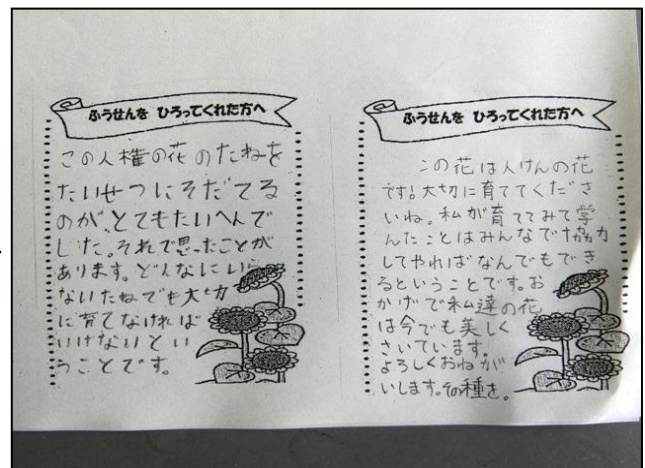 ふうせんを ひろってくれた方へ
この人権の花のたねを
たいせつにそだてる
のが、とてもたいへんで
した。それで思ったことが
あります。どんなにいら
ないたねでも大切
に育てなければ
いけないとい
うことです。
ふうせんを ひろってくれた方へ
この花は人けんの花
です!大切に育ててくださ
いね。私が育ててみて学
んだことはみんなで協力
してやればなんでもでき
るということです。お
かげで私達の花
は今でも美しく
さいています。
よろしくおねが
いします。その種を。